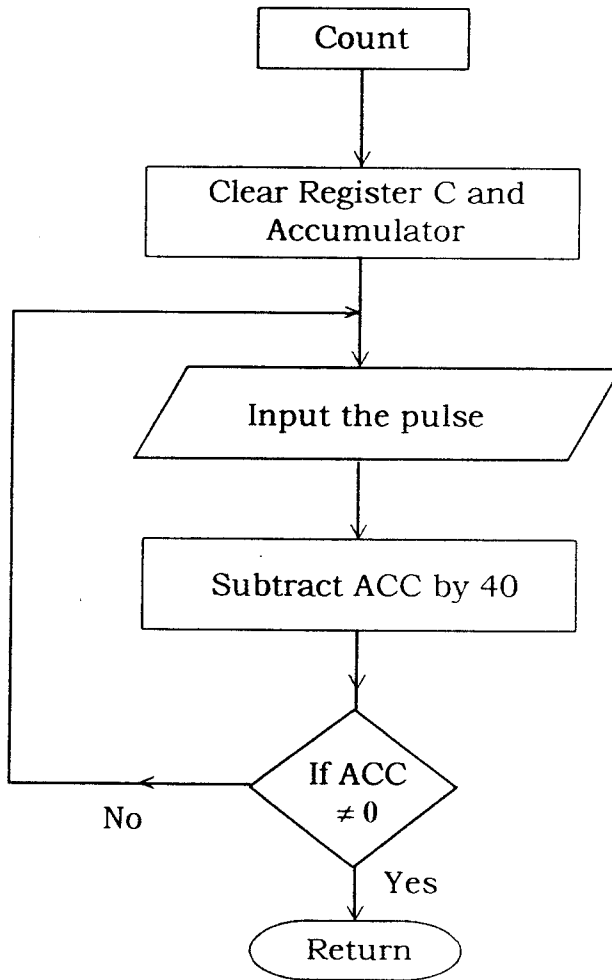 Count
Clear Register C and
Accumulator
Input the pulse
Subtract ACC by 40
If ACC
≠ 0
No
Yes
Return